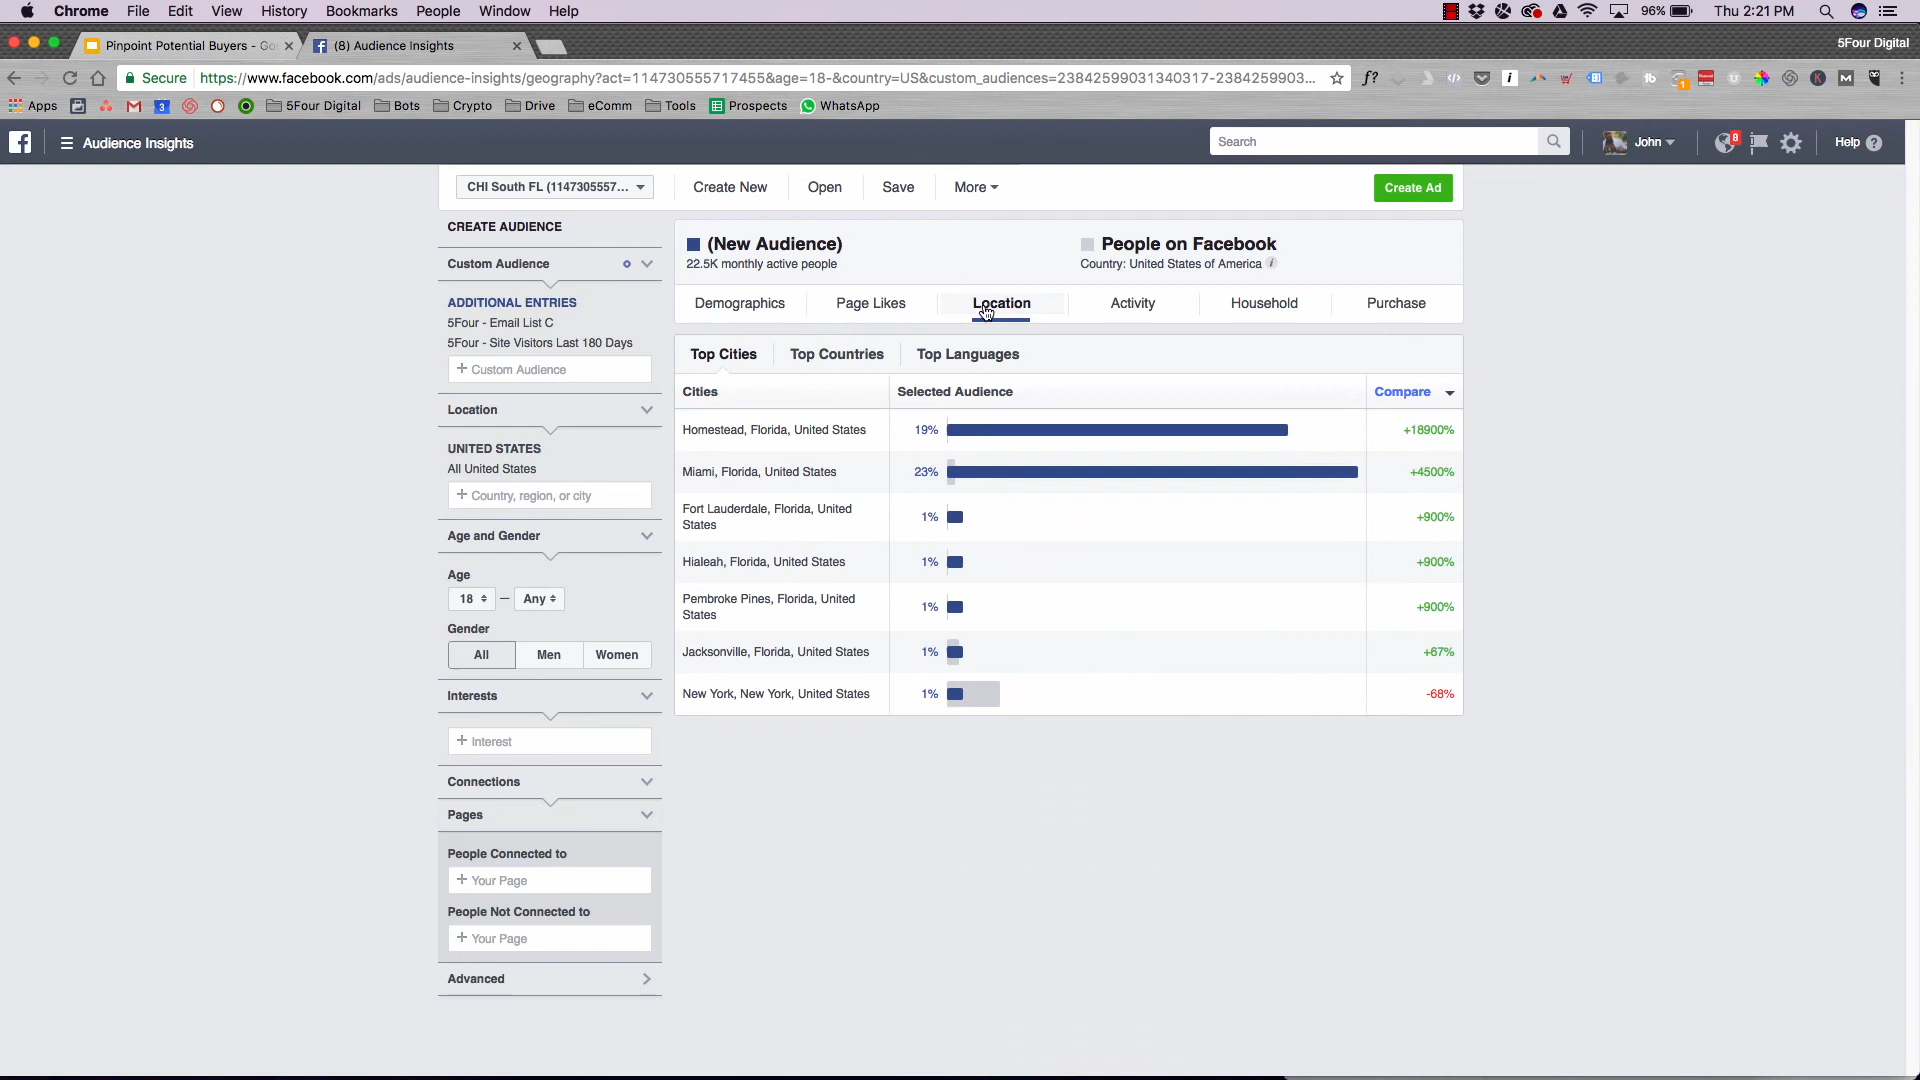 Chrome File Edit View History Bookmarks People Window Help 96% Thu 2:21 PM
Pinpoint Potential Buyers - Go (8) Audience Insights 5Four Digital
Secure https://www.facebook.com/ads/audience-insights/geography?act=114730555717455&age=18-&country=US&custom_audiences=23842599031340317-2384259903...
Apps 5Four Digital Bots Crypto Drive eComm Tools Prospects WhatsApp
Audience Insights Search John 8 Help
CHI South FL (1147305557... Create New Open Save More Create Ad
CREATE AUDIENCE
(New Audience) People on Facebook
22.5K monthly active people Country: United States of America
Custom Audience
ADDITIONAL ENTRIES
5Four - Email List C
5Four - Site Visitors Last 180 Days
+ Custom Audience
Demographics Page Likes Location Activity Household Purchase
Top Cities Top Countries Top Languages
Cities Selected Audience Compare
Homestead, Florida, United States 19% +18900%
Miami, Florida, United States 23% +4500%
Fort Lauderdale, Florida, United
States 1% +900%
Hialeah, Florida, United States 1% +900%
Pembroke Pines, Florida, United
States 1% +900%
Jacksonville, Florida, United States 1% +67%
New York, New York, United States 1% -68%
Location
UNITED STATES
All United States
+ Country, region, or city
Age and Gender
Age
18 — Any
Gender
All Men Women
Interests
+ Interest
Connections
Pages
People Connected to
+ Your Page
People Not Connected to
+ Your Page
Advanced